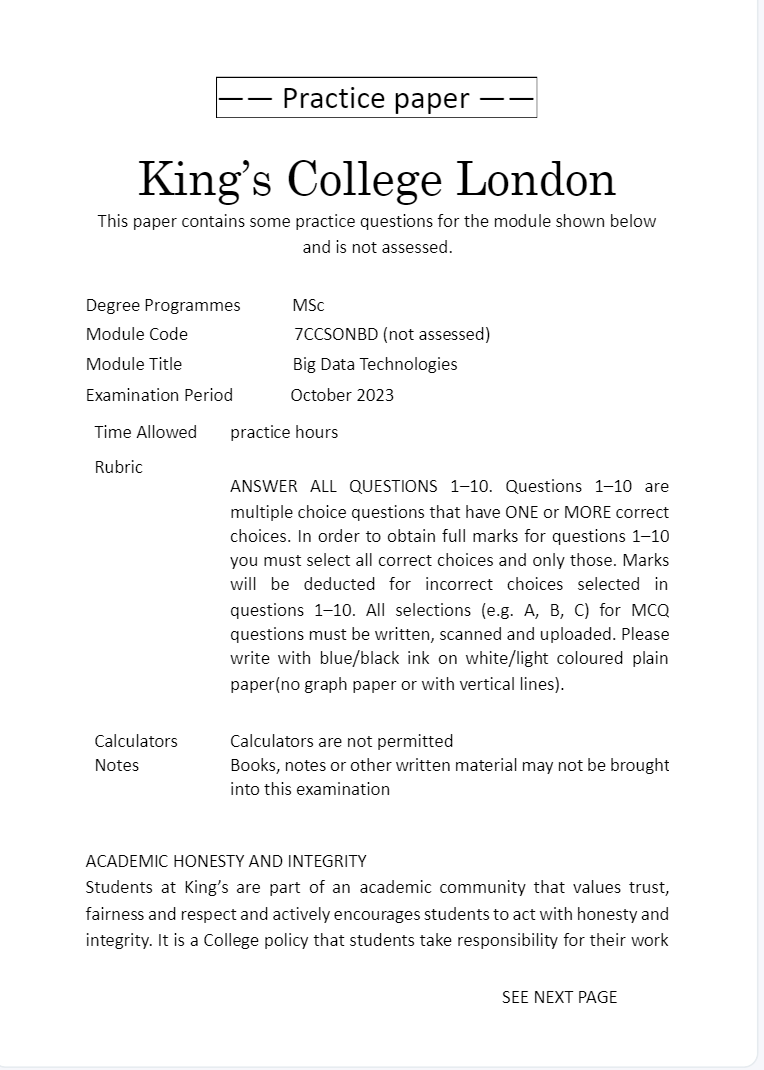 —— Practice paper ——
King's College London
This paper contains some practice questions for the module shown below
and is not assessed.
Degree Programmes MSc
Module Code 7CCSONBD (not assessed)
Module Title Big Data Technologies
Examination Period October 2023
Time Allowed practice hours
Rubric
ANSWER ALL QUESTIONS 1–10. Questions 1–10 are
multiple choice questions that have ONE or MORE correct
choices. In order to obtain full marks for questions 1–10
you must select all correct choices and only those. Marks
will be deducted for incorrect choices selected in
questions 1–10. All selections (e.g. A, B, C) for MCQ
questions must be written, scanned and uploaded. Please
write with blue/black ink on white/light coloured plain
paper(no graph paper or with vertical lines).
Calculators Calculators are not permitted
Notes Books, notes or other written material may not be brought
into this examination
ACADEMIC HONESTY AND INTEGRITY
Students at King's are part of an academic community that values trust,
fairness and respect and actively encourages students to act with honesty and
integrity. It is a College policy that students take responsibility for their work
SEE NEXT PAGE